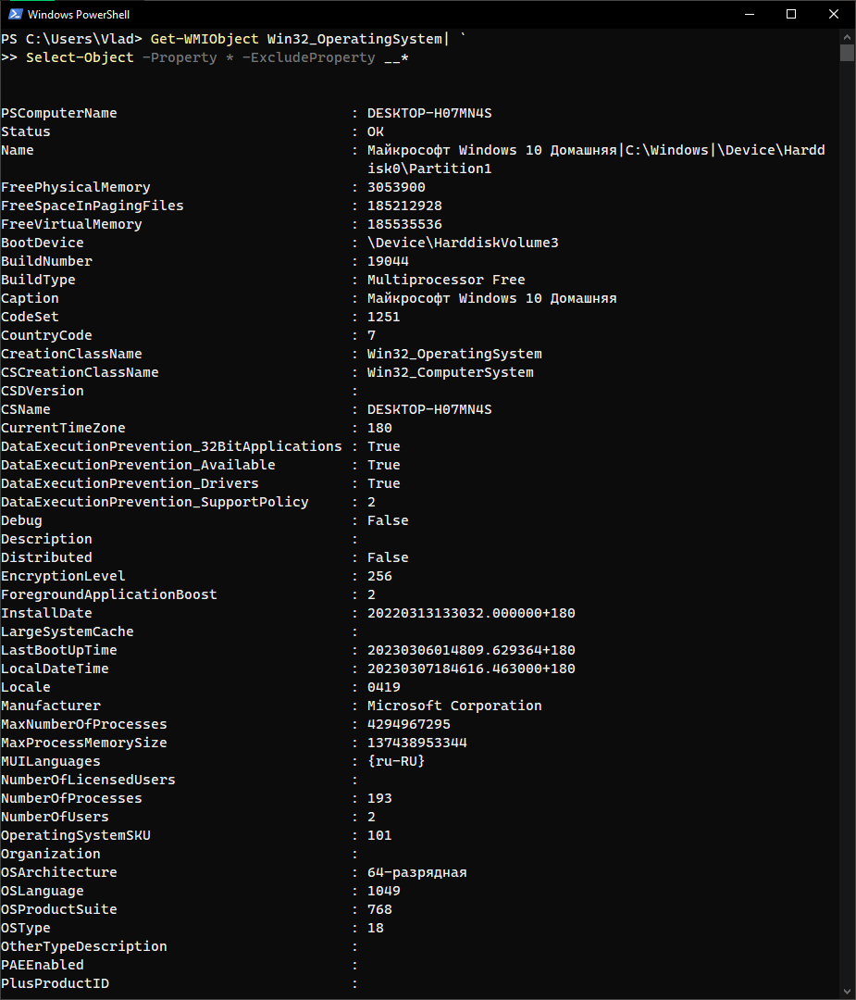 Windows PowerShell
PS C:\Users\Vlad> Get-WMIObject Win32_OperatingSystem| `
>> Select-Object -Property * -ExcludeProperty __*
PSComputerName : DESKTOP-H07MN4S
Status : OK
Name : Майкрософт Windows 10 Домашняя|C:\Windows|\Device\Hardd
isk0\Partition1
FreePhysicalMemory : 3053900
FreeSpaceInPagingFiles : 185212928
FreeVirtualMemory : 185535536
BootDevice : \Device\HarddiskVolume3
BuildNumber : 19044
BuildType : Multiprocessor Free
Caption : Майкрософт Windows 10 Домашняя
CodeSet : 1251
CountryCode : 7
CreationClassName : Win32_OperatingSystem
CSCreationClassName : Win32_ComputerSystem
CSDVersion :
CSName : DESKTOP-H07MN4S
CurrentTimeZone : 180
DataExecutionPrevention_32BitApplications : True
DataExecutionPrevention_Available : True
DataExecutionPrevention_Drivers : True
DataExecutionPrevention_SupportPolicy : 2
Debug : False
Description :
Distributed : False
EncryptionLevel : 256
ForegroundApplicationBoost : 2
InstallDate : 20220313133032.000000+180
LargeSystemCache :
LastBootUpTime : 20230306014809.629364+180
LocalDateTime : 20230307184616.463000+180
Locale : 0419
Manufacturer : Microsoft Corporation
MaxNumberOfProcesses : 4294967295
MaxProcessMemorySize : 137438953344
MUILanguages : {ru-RU}
NumberOfLicensedUsers :
NumberOfProcesses : 193
NumberOfUsers : 2
OperatingSystemSKU : 101
Organization :
OSArchitecture : 64-разрядная
OSLanguage : 1049
OSProductSuite : 768
OSType : 18
OtherTypeDescription :
PAEEnabled :
PlusProductID :